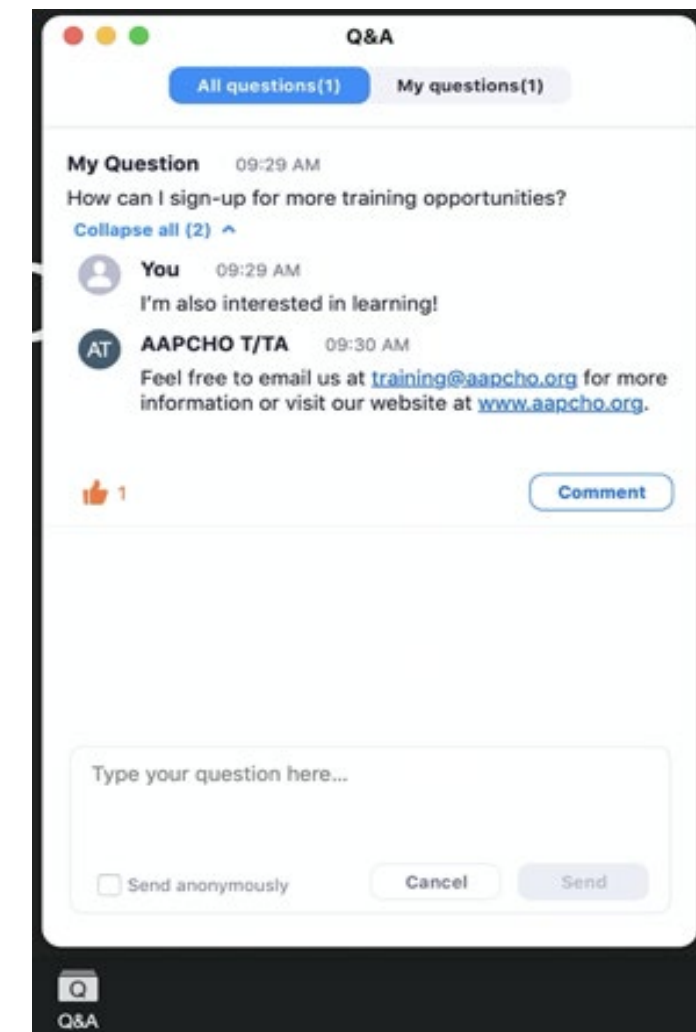 Q&A
All questions(1) My questions(1)
My Question 09:29 AM
How can I sign-up for more training opportunities?
Collapse all (2)
You 09:29 AM
I'm also interested in learning!
AT AAPCHO T/TA 09:30 AM
Feel free to email us at training@aapcho.org for more
information or visit our website at www.aapcho.org.
1 Comment
Type your question here...
Send anonymously Cancel Send
Q
Q&A